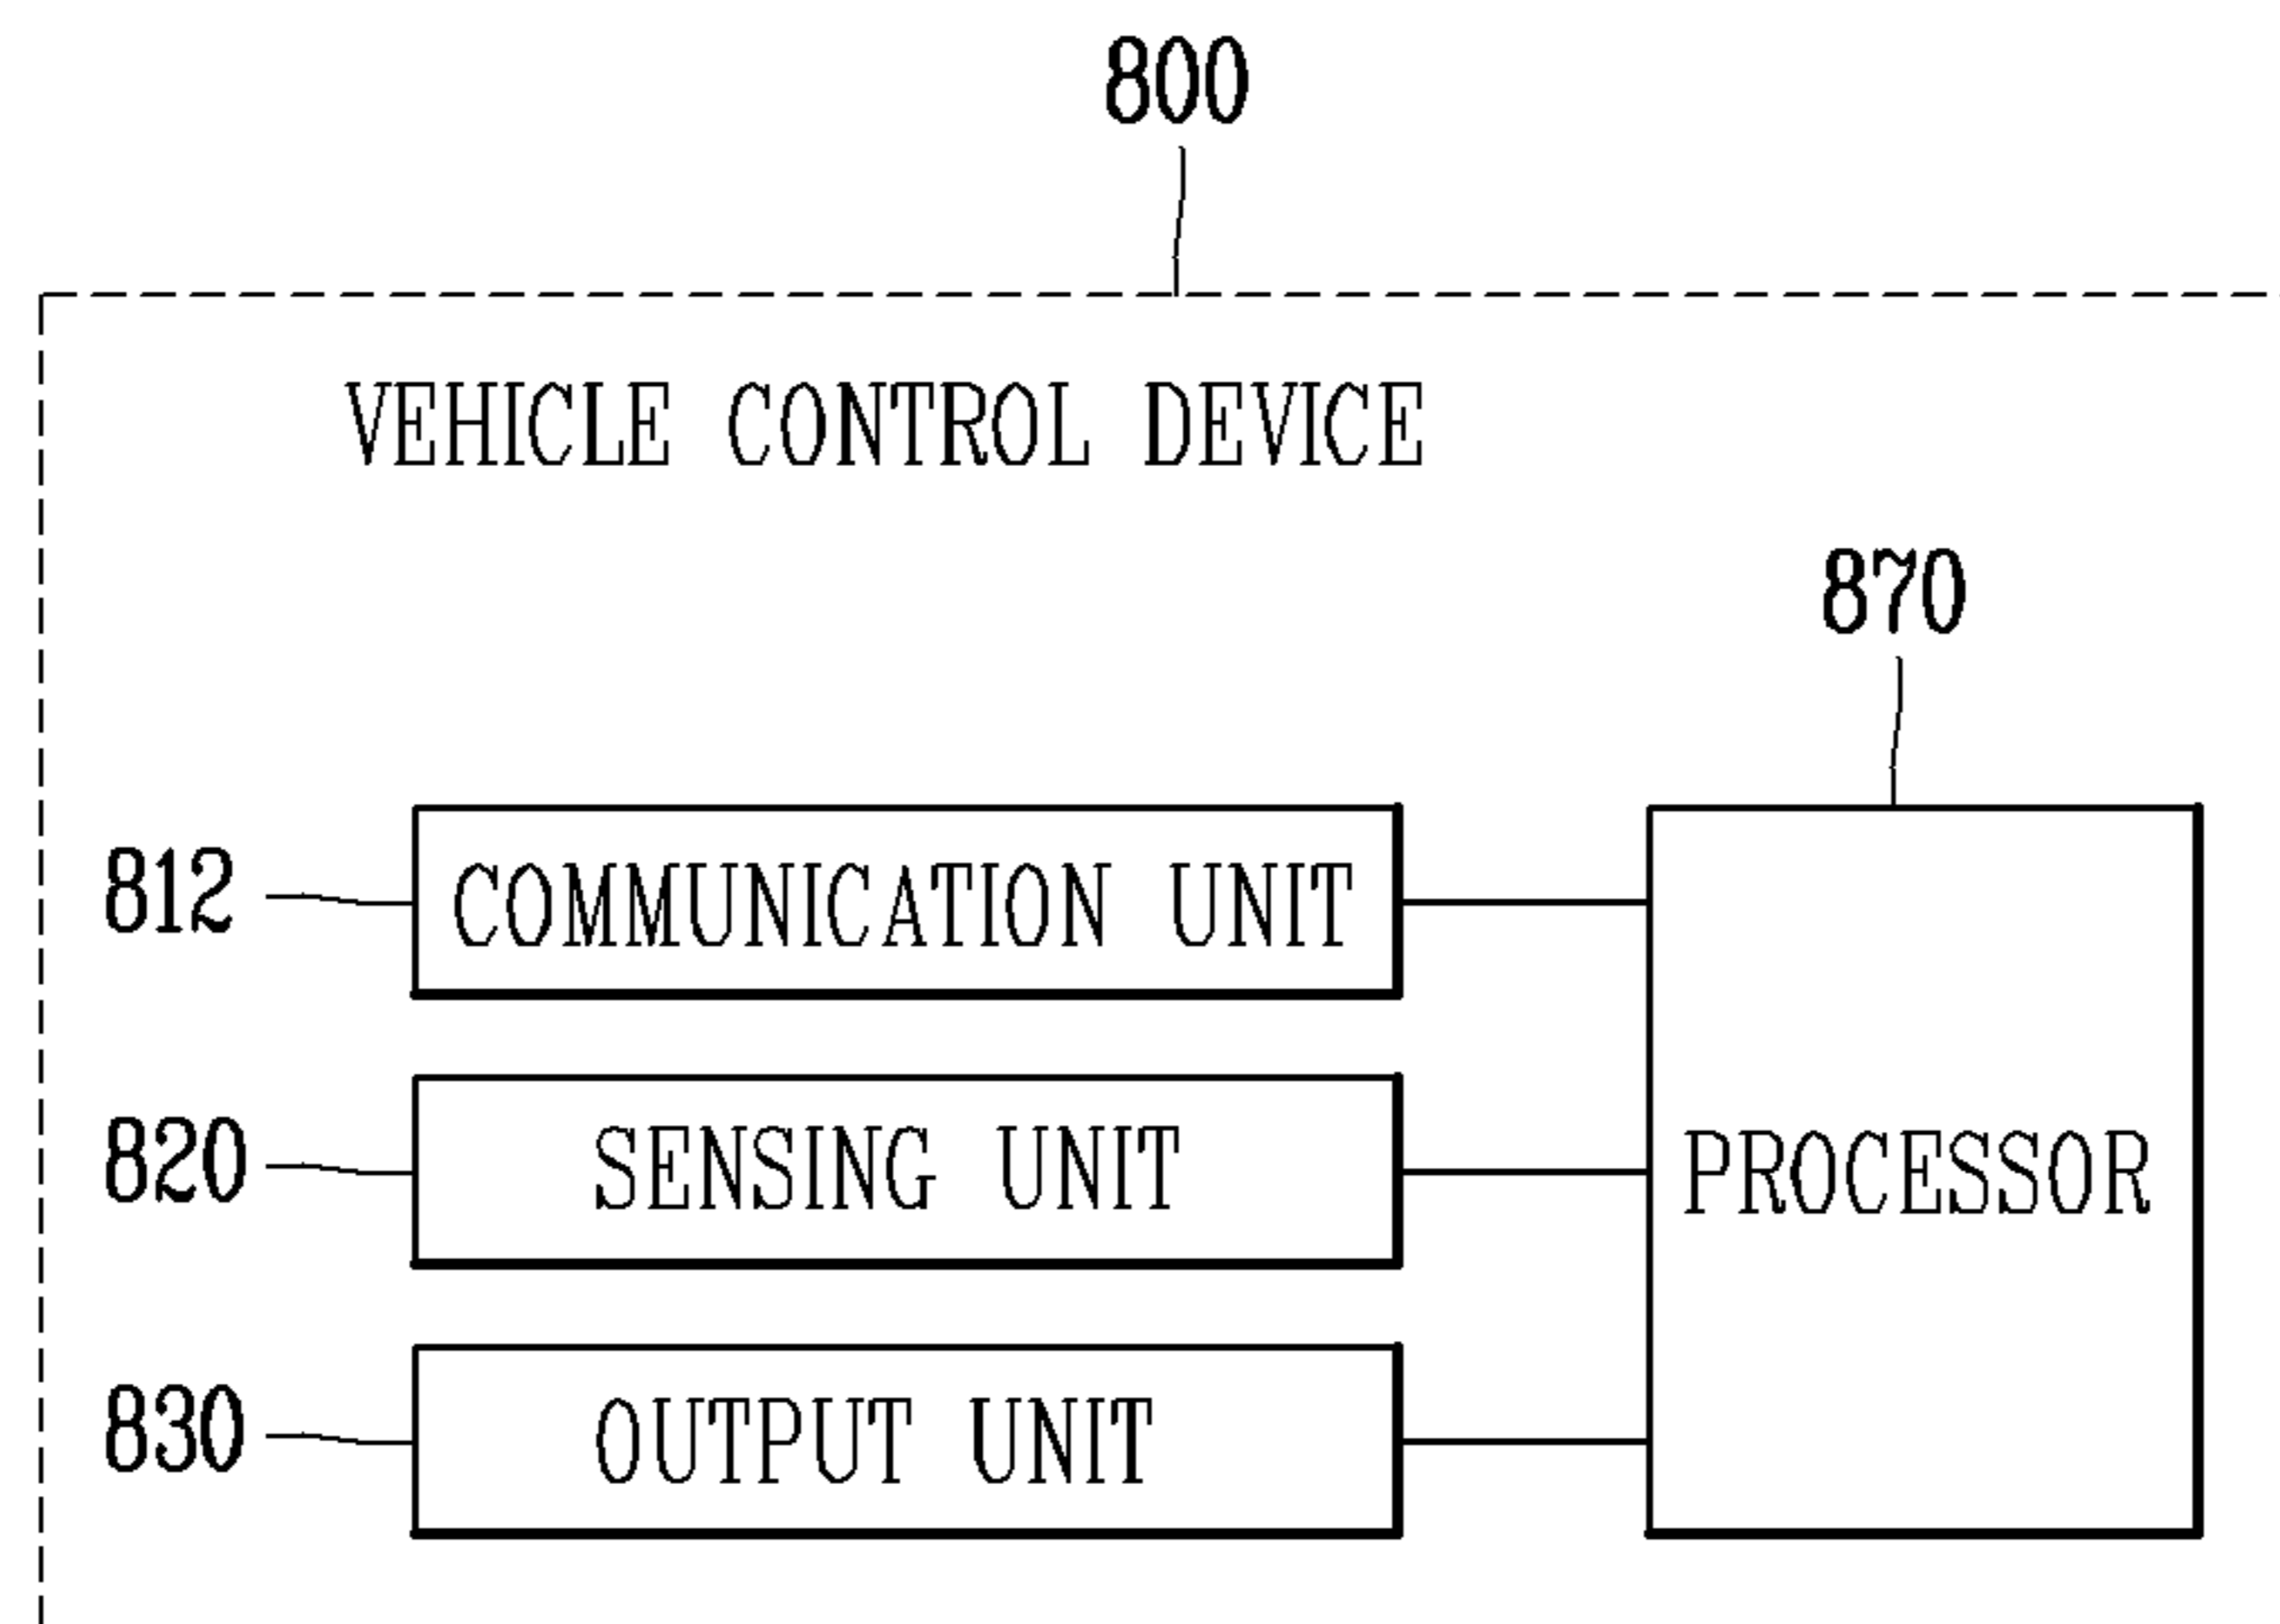 800
VEHICLE CONTROL DEVICE
870
812 COMMUNICATION UNIT
820 SENSING UNIT
PROCESSOR
830 OUTPUT UNIT